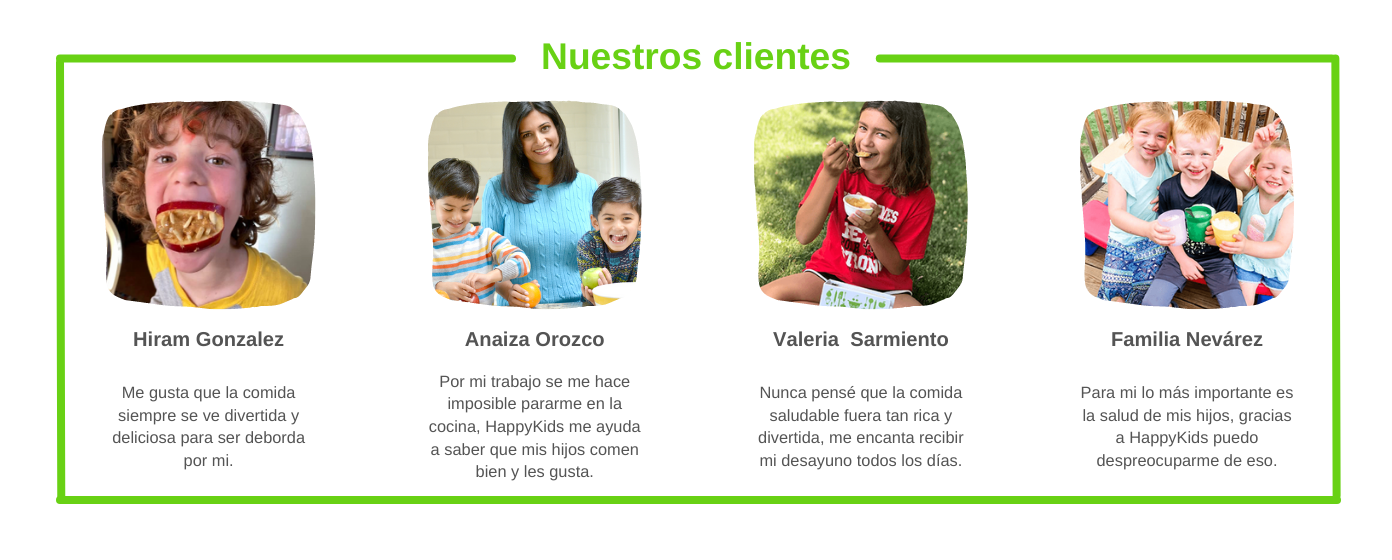 Nuestros clientes
Hiram Gonzalez
Me gusta que la comida
siempre se ve divertida y
deliciosa para ser deborda
por mi.
Anaiza Orozco
Por mi trabajo se me hace
imposible pararme en la
cocina, HappyKids me ayuda
a saber que mis hijos comen
bien y les gusta.
Valeria  Sarmiento
Nunca pensé que la comida
saludable fuera tan rica y
divertida, me encanta recibir
mi desayuno todos los días.
Familia Nevárez
Para mi lo más importante es
la salud de mis hijos, gracias
a HappyKids puedo
despreocuparme de eso.